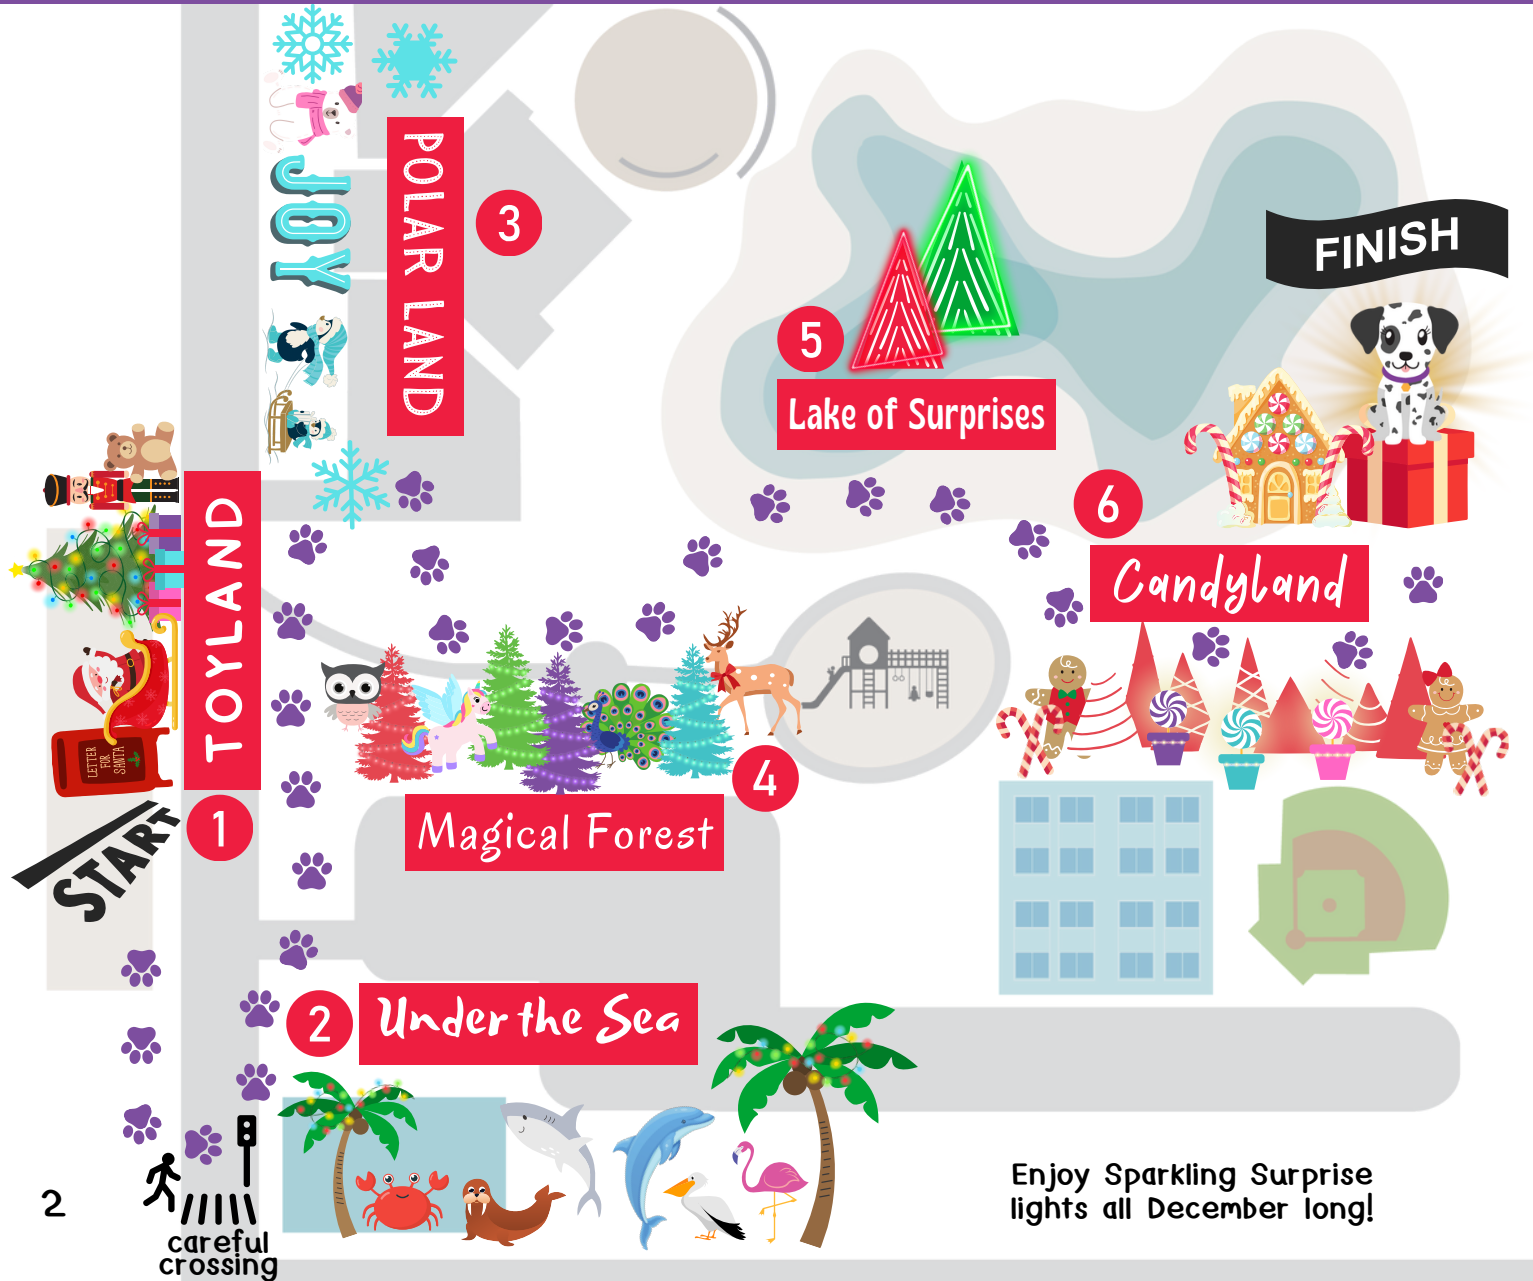 JOY
POLAR LAND
3
FINISH
5
Lake of Surprises
6
Candyland
TOYLAND
LETTER
FOR
SANTA
START
1
4
Magical Forest
2
Under the Sea
careful
crossing
Enjoy Sparkling Surprise
lights all December long!
2